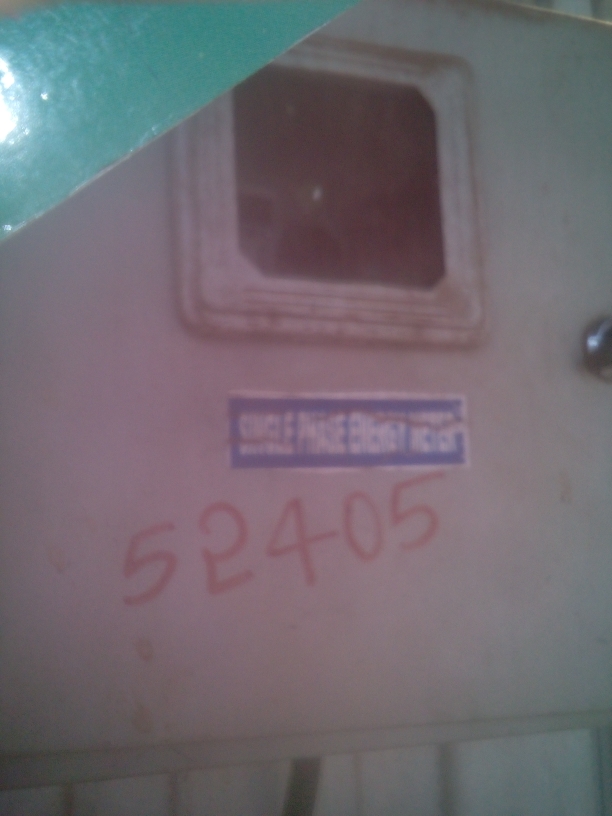 SINGLE PHASE ENERGY METER
52405